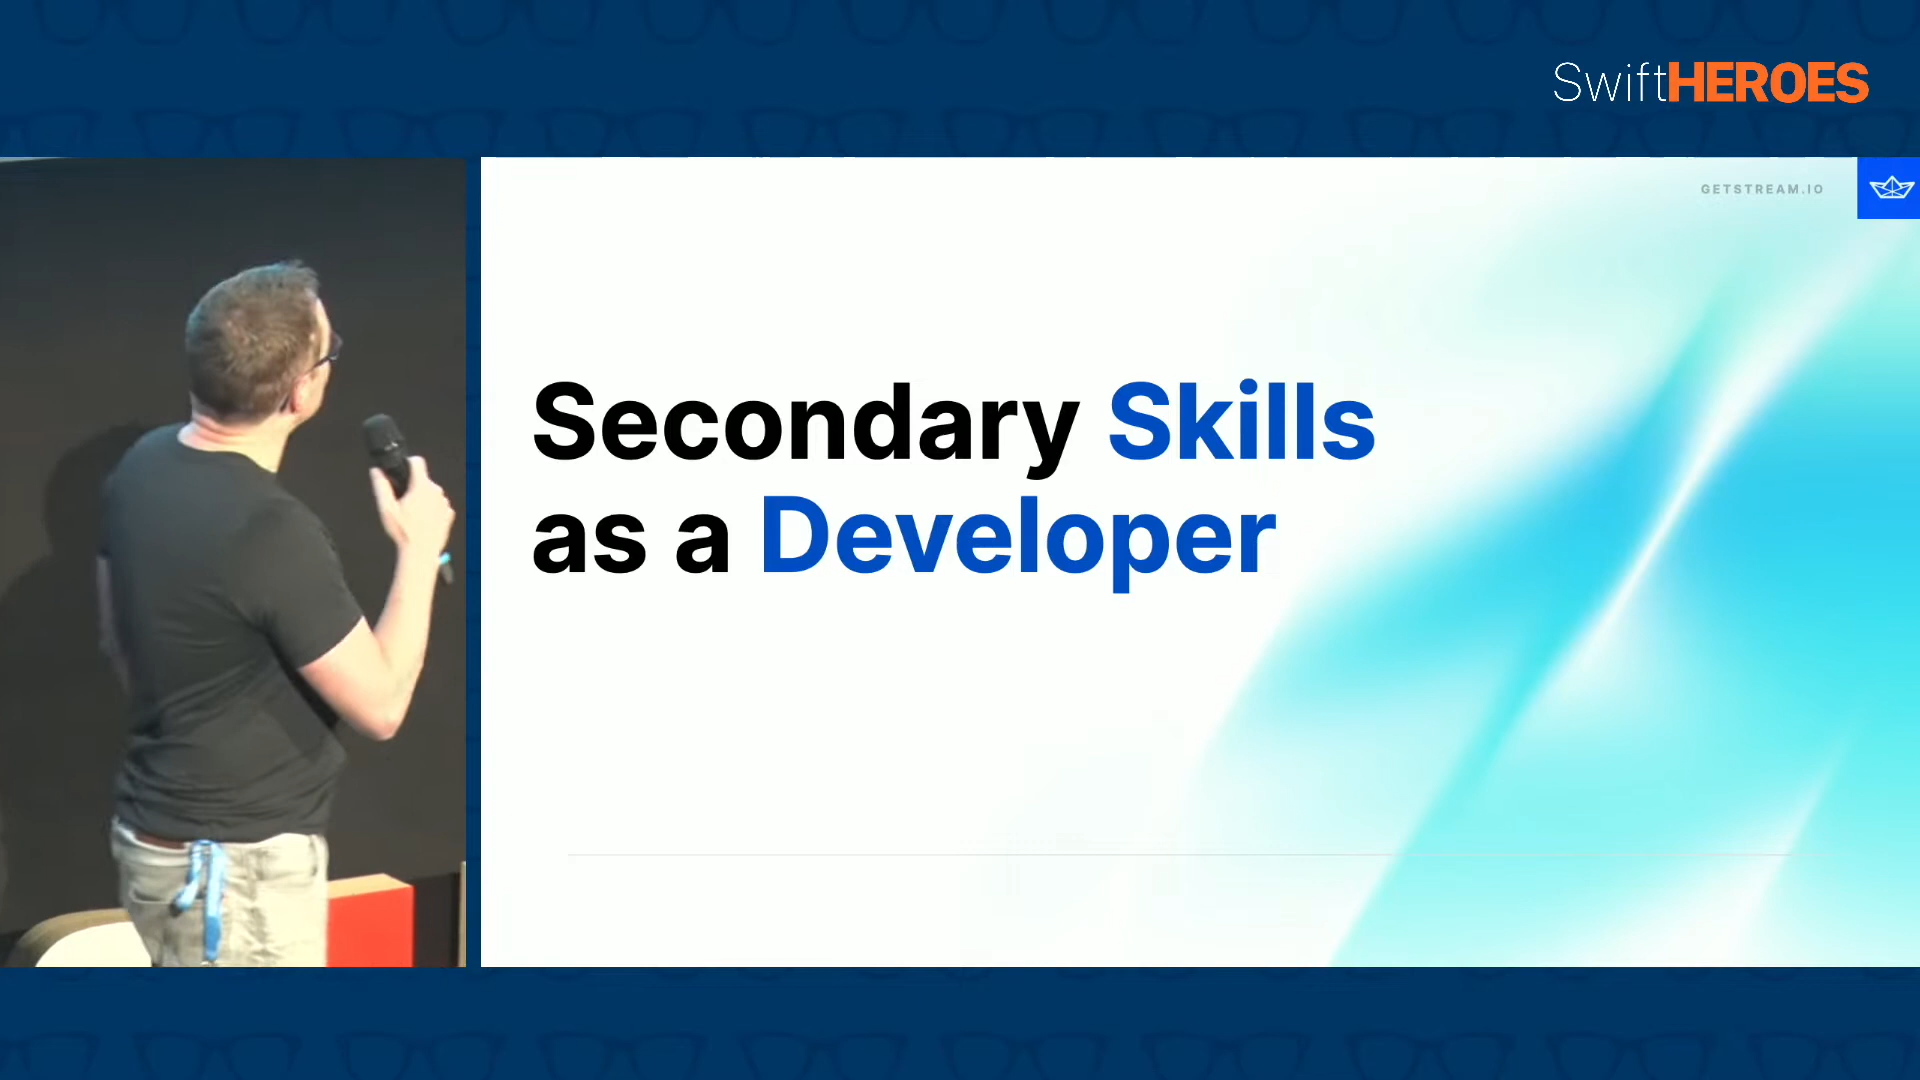 SwiftHEROES
GETSTREAM.IO
Secondary Skills
as a Developer